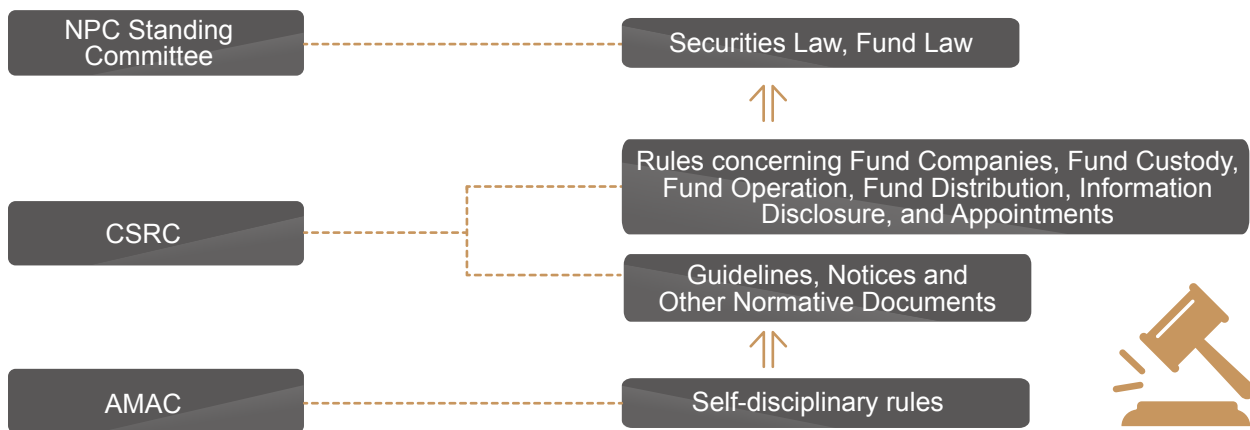 NPC Standing
Committee
Securities Law, Fund Law
Rules concerning Fund Companies, Fund Custody,
Fund Operation, Fund Distribution, Information
Disclosure, and Appointments
CSRC
Guidelines, Notices and
Other Normative Documents
AMAC
Self-disciplinary rules